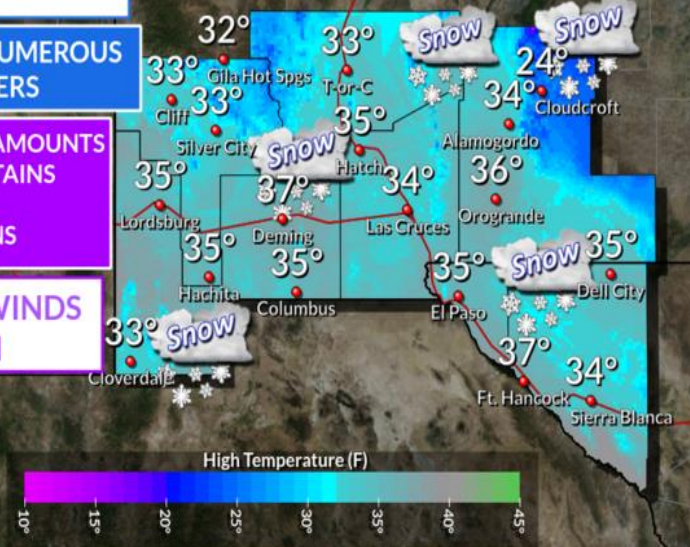 UMEROUS
ERS
AMOUNTS
TAINS
NS
WINDS
32°
Gila Hot Spgs
33°
T-or-C
Snow
Snow
24°
Cloudcroft
33°
Cliff
33°
Silver City
34°
Alamogordo
35°
Hatch
Snow
37°
Deming
35°
Lordsburg
34°
Las Cruces
36°
Orogrande
35°
Hachita
35°
Columbus
35°
El Paso
Snow
35°
Dell City
33°
Cloverdale
Snow
37°
Ft. Hancock
34°
Sierra Blanca
High Temperature (F)
10° 15° 20° 25° 30° 35° 40° 45°